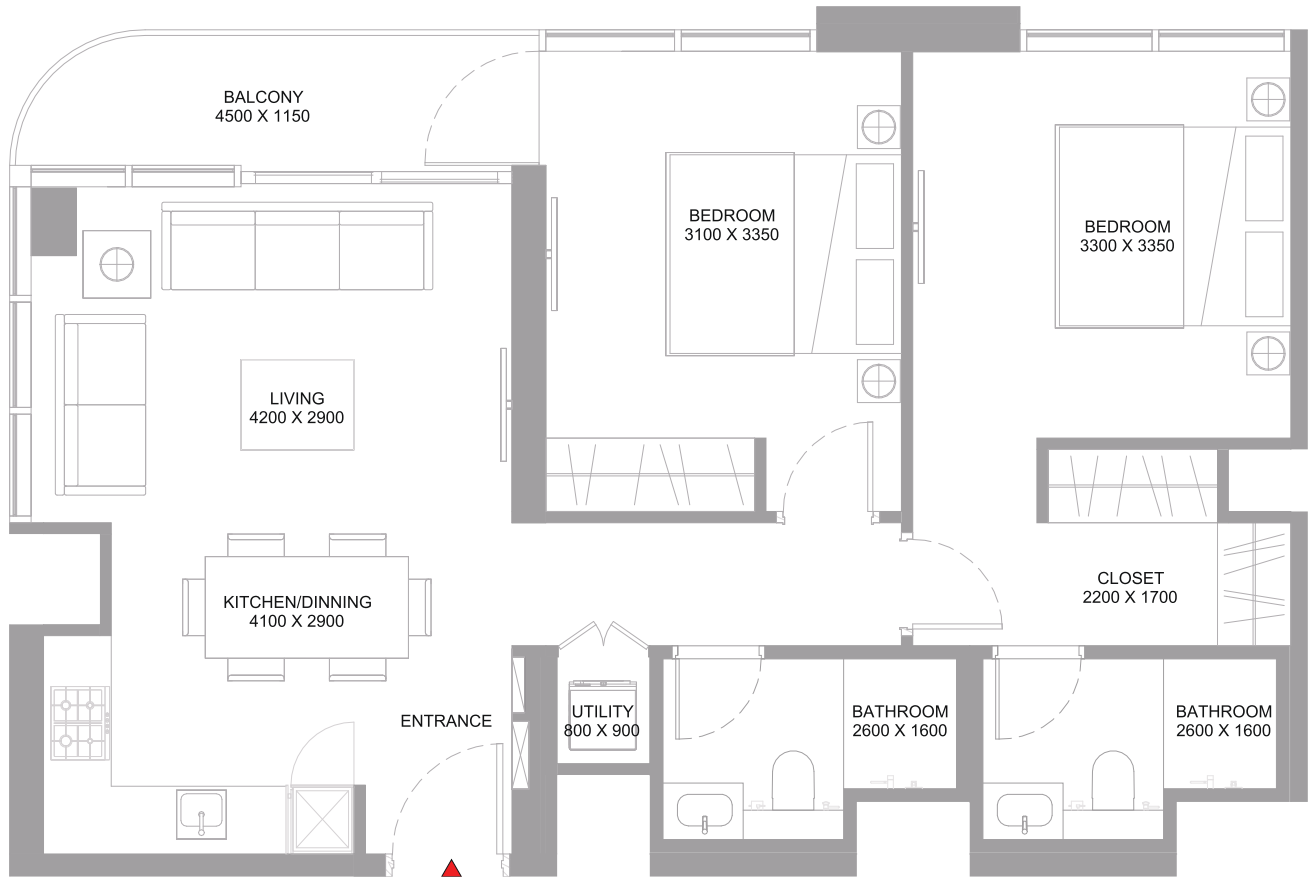 BALCONY
4500 X 1150
BEDROOM
3100 X 3350
BEDROOM
3300 X 3350
LIVING
4200 X 2900
KITCHEN/DINNING
4100 X 2900
CLOSET
2200 X 1700
ENTRANCE
UTILITY
800 X 900
BATHROOM
2600 X 1600
BATHROOM
2600 X 1600